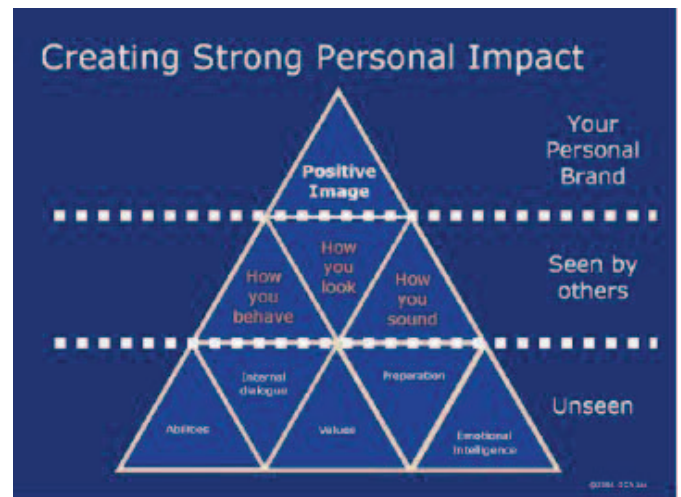 Creating Strong Personal Impact
Your
Personal
Brand
Positive
Image
Seen by
others
How
you
look
How
you
behave
How
you
sound
Unseen
Internal
dialogue
Preparation
Abilities
Values
Emotional
Intelligence